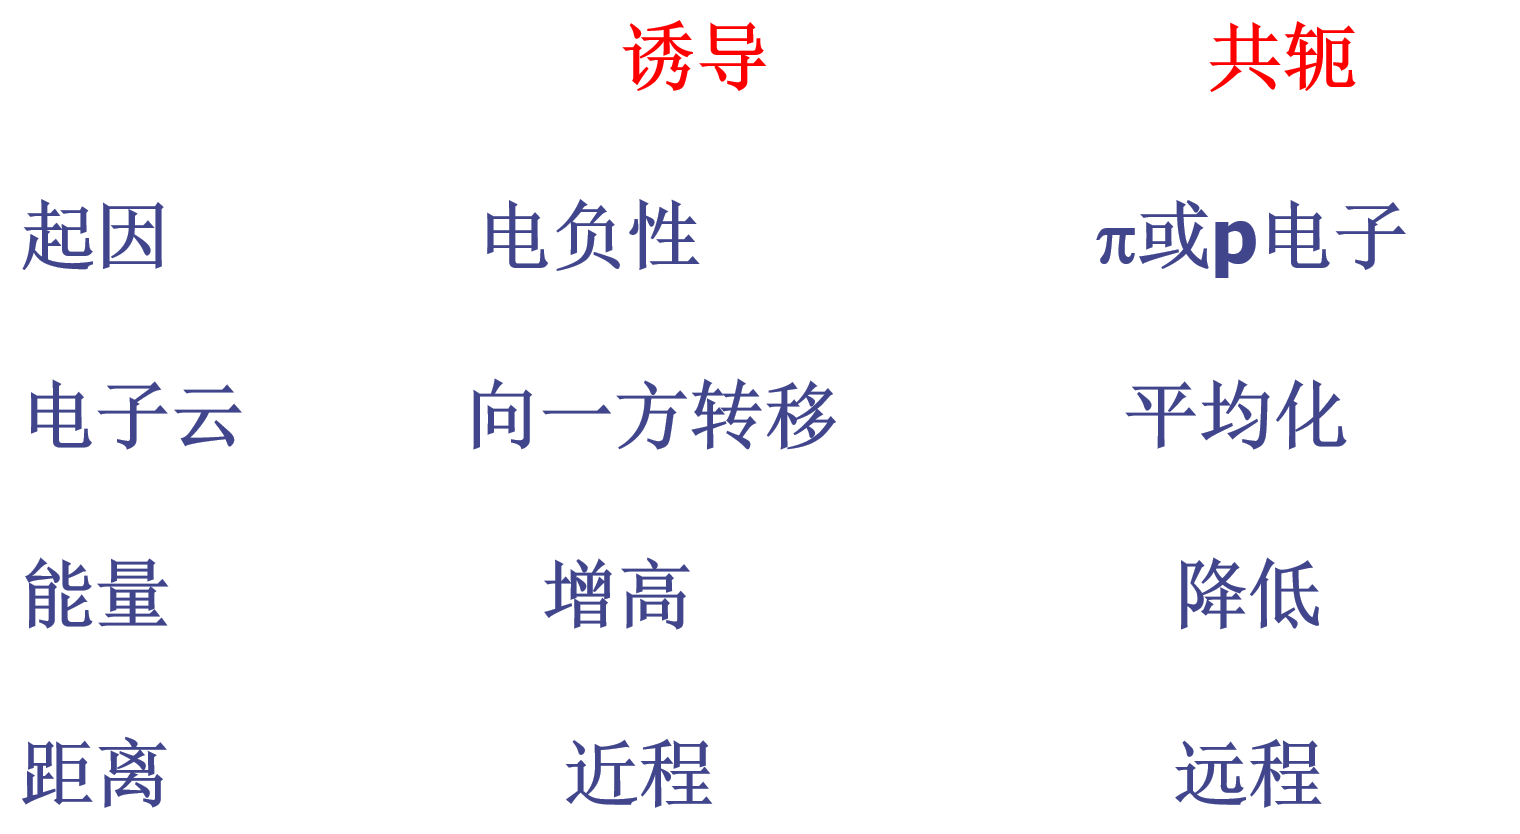 诱导 共轭
起因 电负性 π或p电子
电子云 向一方转移 平均化
能量 增高 降低
距离 近程 远程